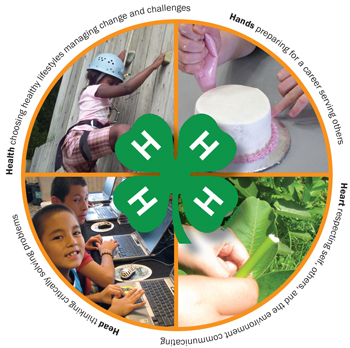 Health choosing healthy lifestyles managing change and challenges
Hands preparing for a career serving others
Heart respecting self, others, and the environment communicating
Head thinking critically solving problems
H
H
H
H